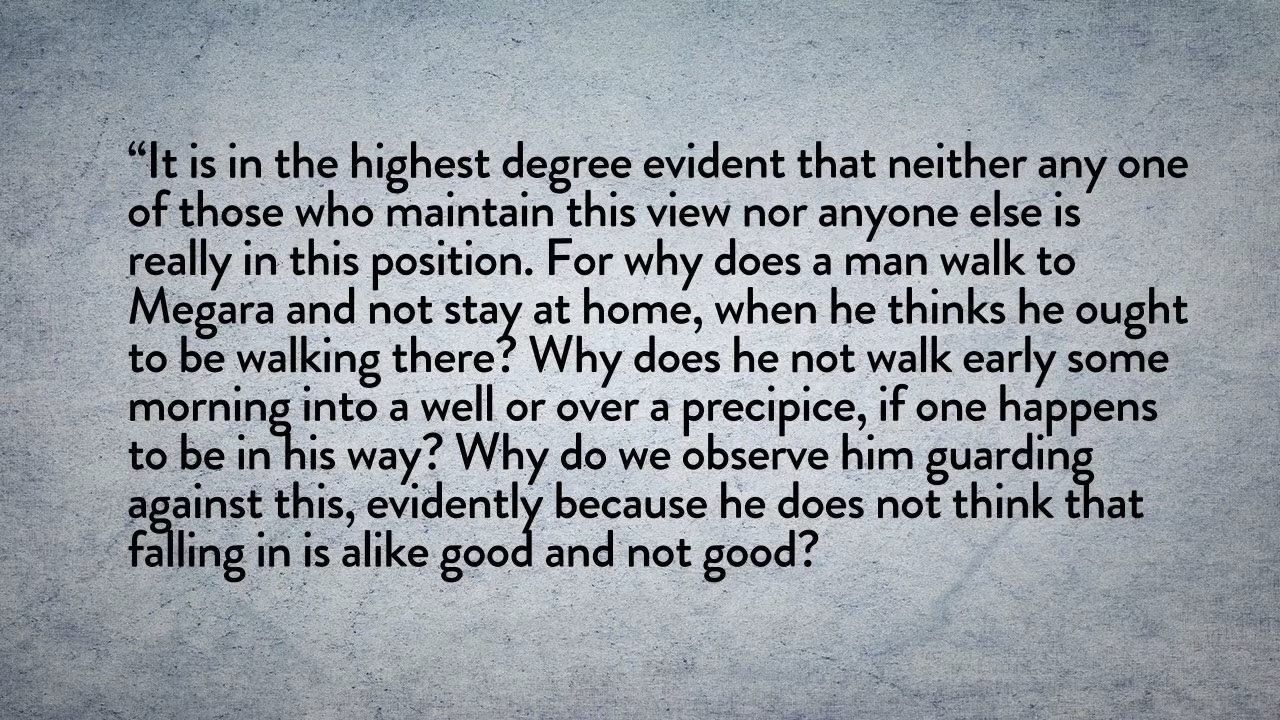 “It is in the highest degree evident that neither any one
of those who maintain this view nor anyone else is
really in this position. For why does a man walk to
Megara and not stay at home, when he thinks he ought
to be walking there? Why does he not walk early some
morning into a well or over a precipice, if one happens
to be in his way? Why do we observe him guarding
against this, evidently because he does not think that
falling in is alike good and not good?